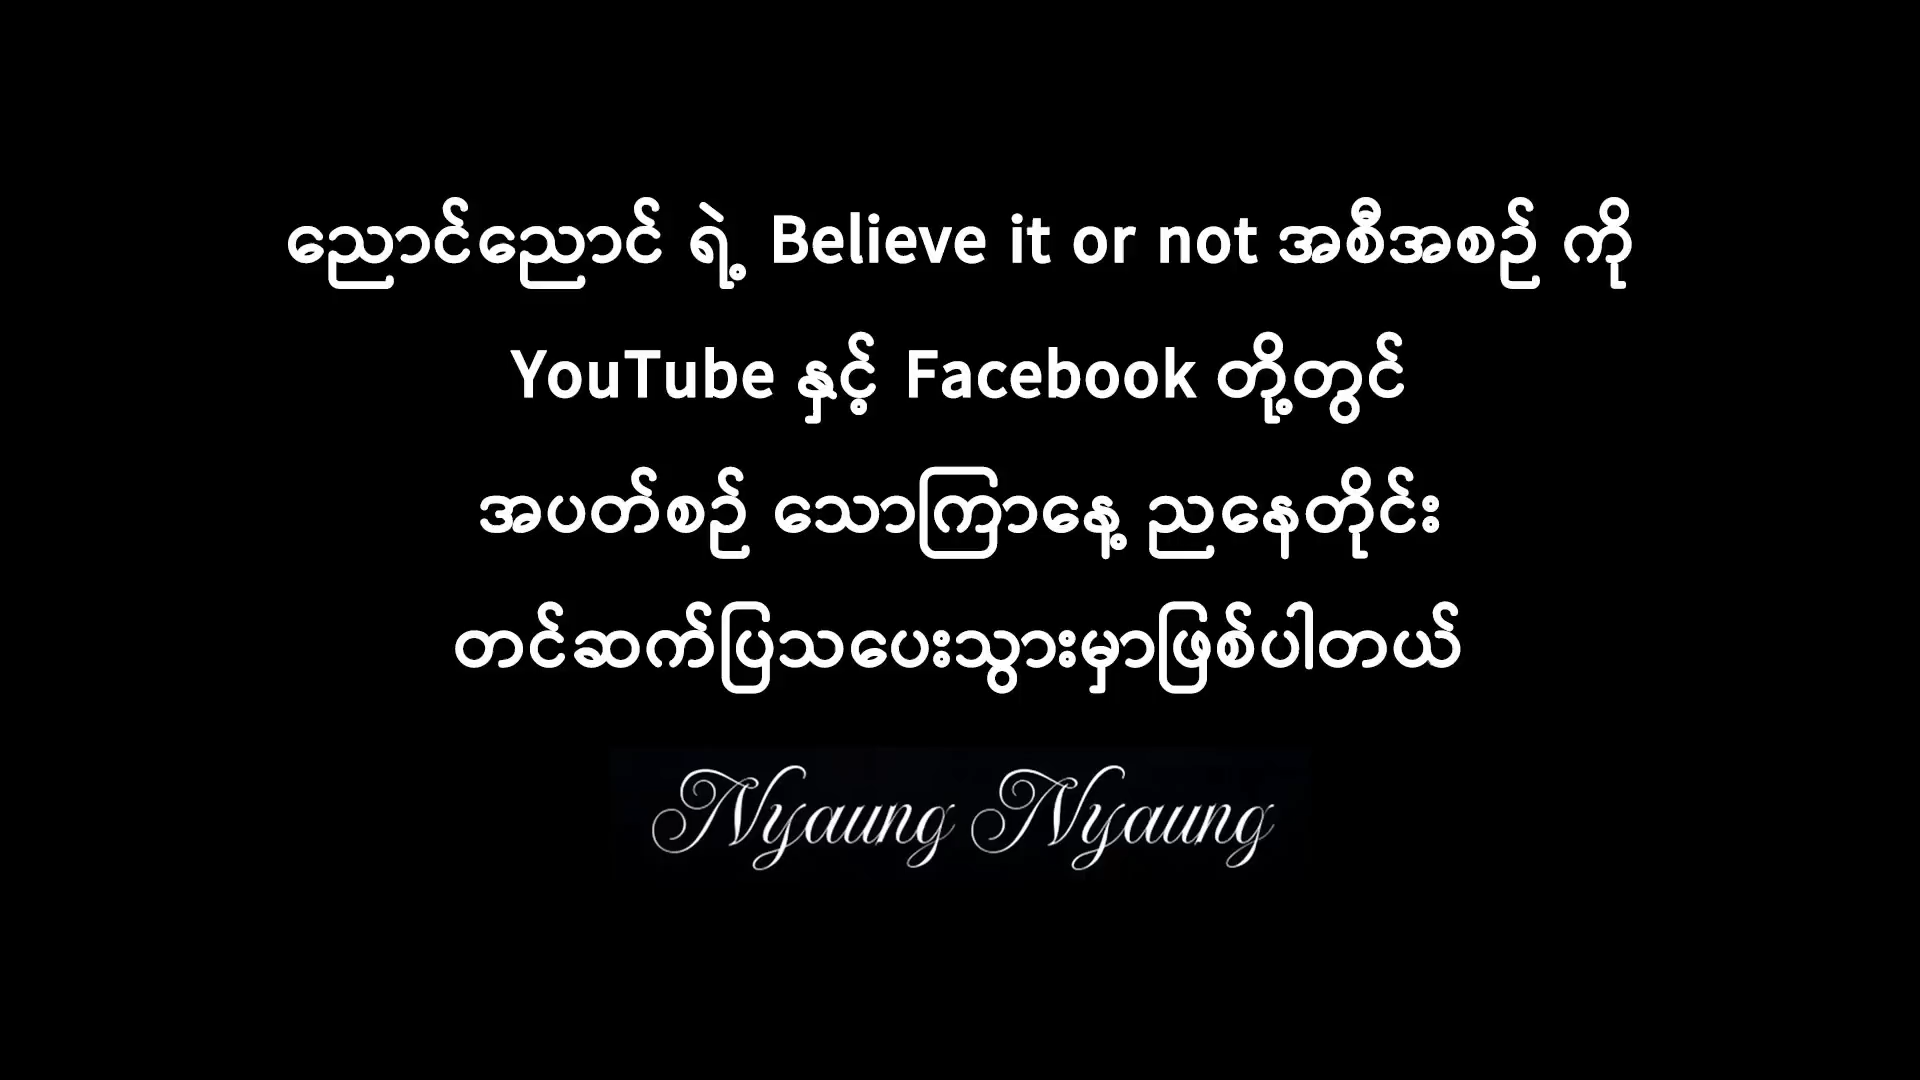 ညောင်ညောင် ရဲ့ Believe it or not အစီအစဉ် ကို
YouTube နှင့် Facebook တို့တွင်
အပတ်စဉ် သောကြာနေ့ ညနေတိုင်း
တင်ဆက်ပြသပေးသွားမှာဖြစ်ပါတယ်
Nyaung Nyaung